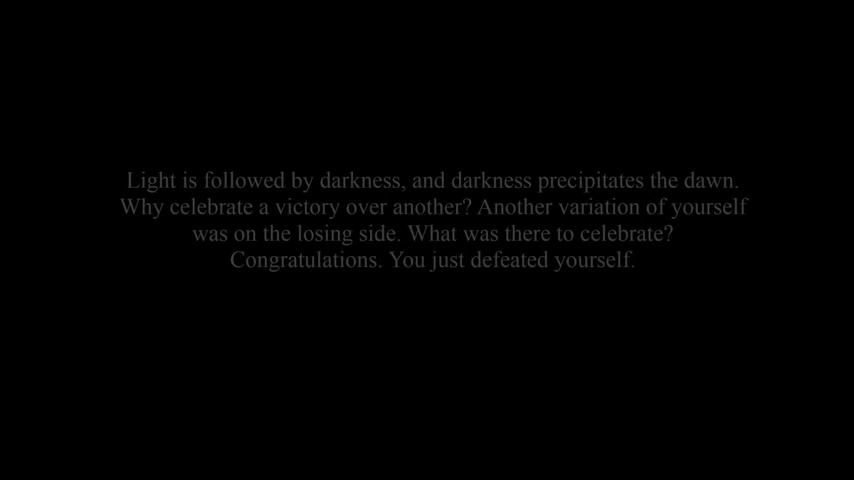 Light is followed by darkness, and darkness precipitates the dawn.
Why celebrate a victory over another? Another variation of yourself
was on the losing side. What was there to celebrate?
Congratulations. You just defeated yourself.